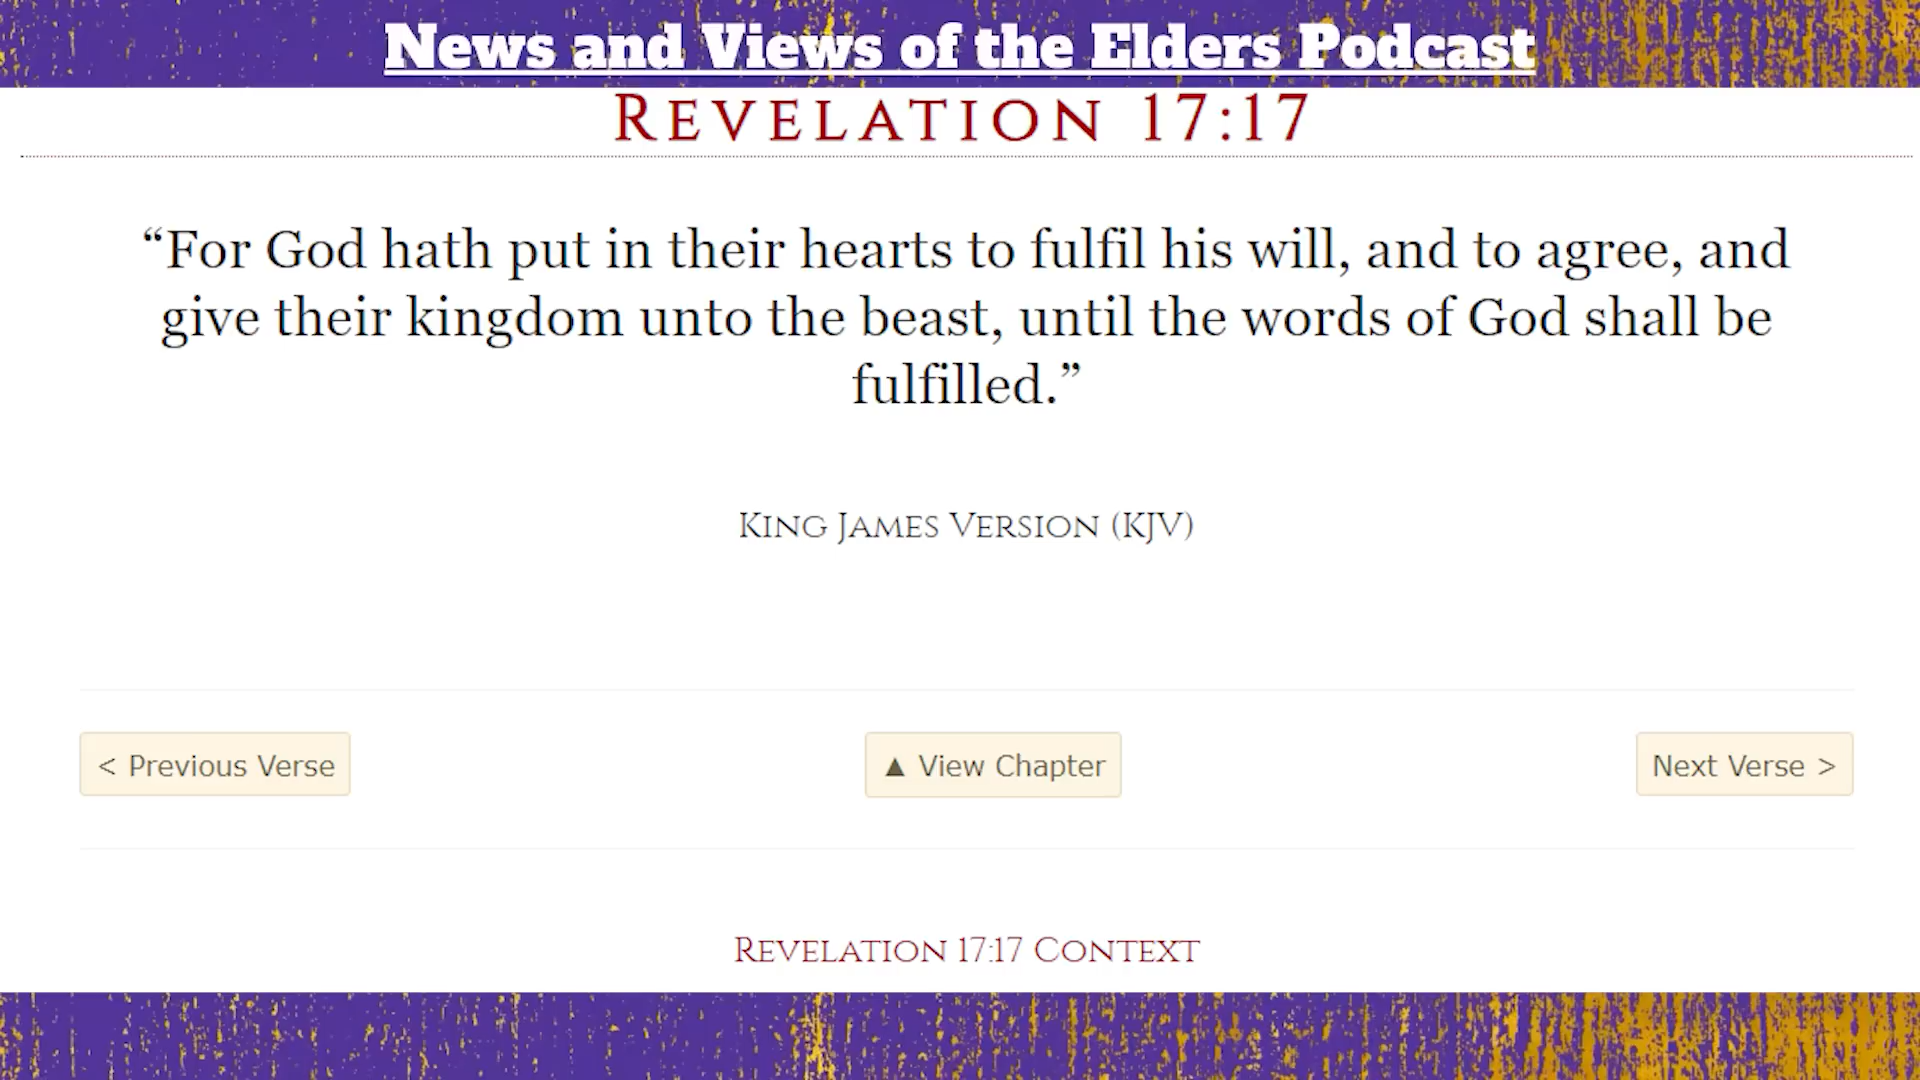 News and Views of the Elders Podcast
Revelation 17:17
“For God hath put in their hearts to fulfil his will, and to agree, and
give their kingdom unto the beast, until the words of God shall be
fulfilled.”
King James Version (KJV)
< Previous Verse
▲ View Chapter
Next Verse >
Revelation 17:17 Context